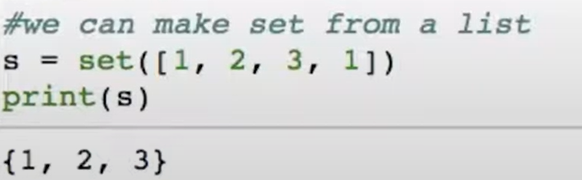 #we can make set from a list
s = set([1, 2, 3, 1])
print(s)
{1, 2, 3}